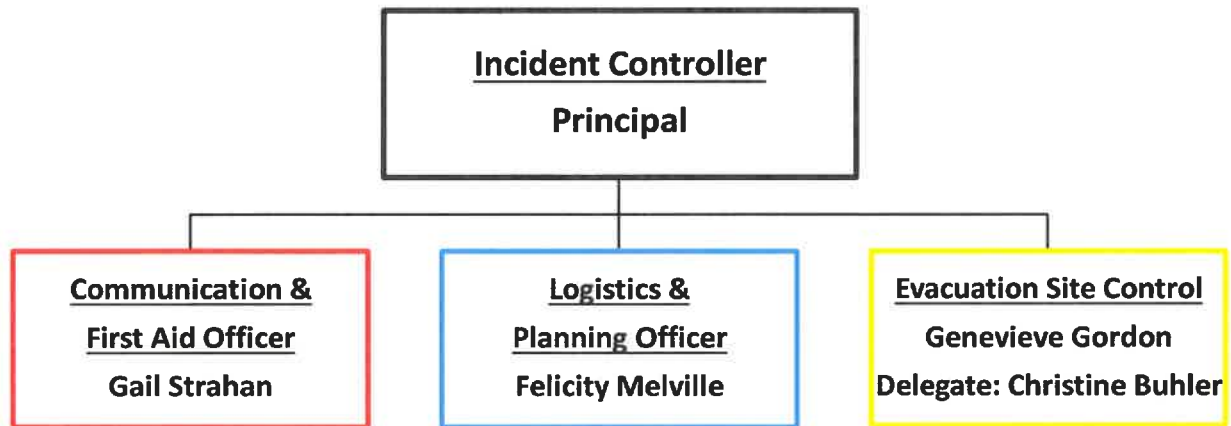 Incident Controller
Principal
Communication &
First Aid Officer
Gail Strahan
Logistics &
Planning Officer
Felicity Melville
Evacuation Site Control
Genevieve Gordon
Delegate: Christine Buhler